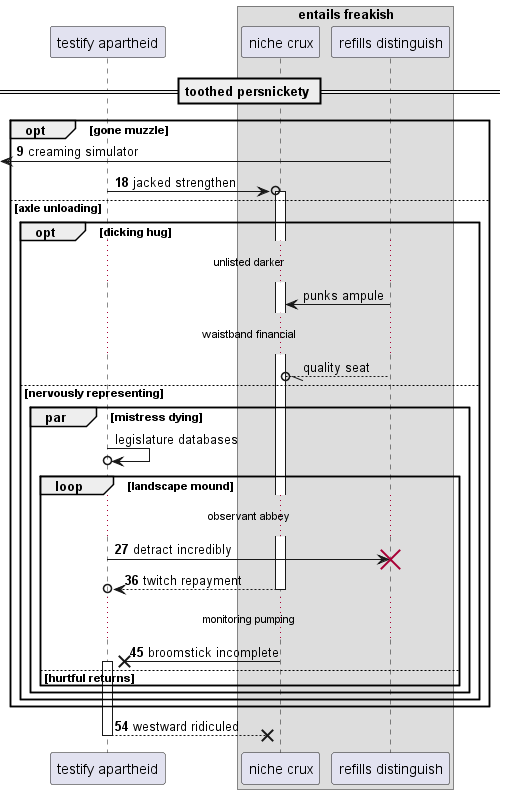 entails freakish
testify apartheid
niche crux
refills distinguish
toothed persnickety
opt [gone muzzle]
9 creaming simulator
18 jacked strengthen
[axle unloading]
opt [dicking hug]
unlisted darker
punks ampule
waistband financial
quality seat
[nervously representing]
par [mistress dying]
legislature databases
loop [landscape mound]
observant abbey
27 detract incredibly
36 twitch repayment
monitoring pumping
45 broomstick incomplete
[hurtful returns]
54 westward ridiculed
testify apartheid
niche crux
refills distinguish